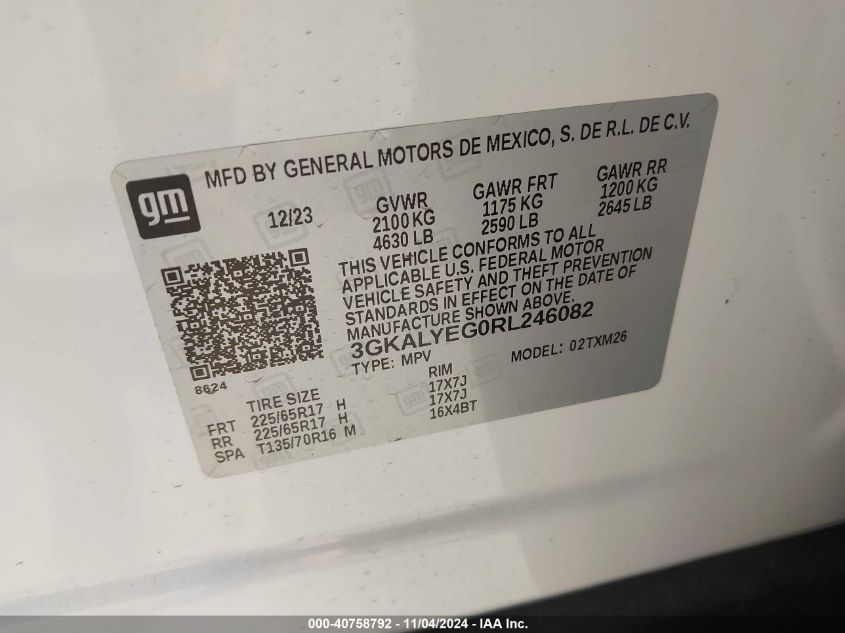 gm
MFD BY GENERAL MOTORS DE MEXICO, S. DE R.L. DE C.V.
12/23
GVWR
2100 KG
4630 LB
GAWR FRT
1175 KG
2590 LB
GAWR RR
1200 KG
2645 LB
THIS VEHICLE CONFORMS TO ALL
APPLICABLE U.S. FEDERAL MOTOR
VEHICLE SAFETY AND THEFT PREVENTION
STANDARDS IN EFFECT ON THE DATE OF
MANUFACTURE SHOWN ABOVE.
3GKALYEG0RL246082
TYPE: MPV
MODEL: 02TXM26
8624
TIRE SIZE
RIM
FRT 225/65R17 H 17X7J
RR 225/65R17 H 17X7J
SPA T135/70R16 M 16X4BT
000-40758792 - 11/04/2024 - IAA Inc.